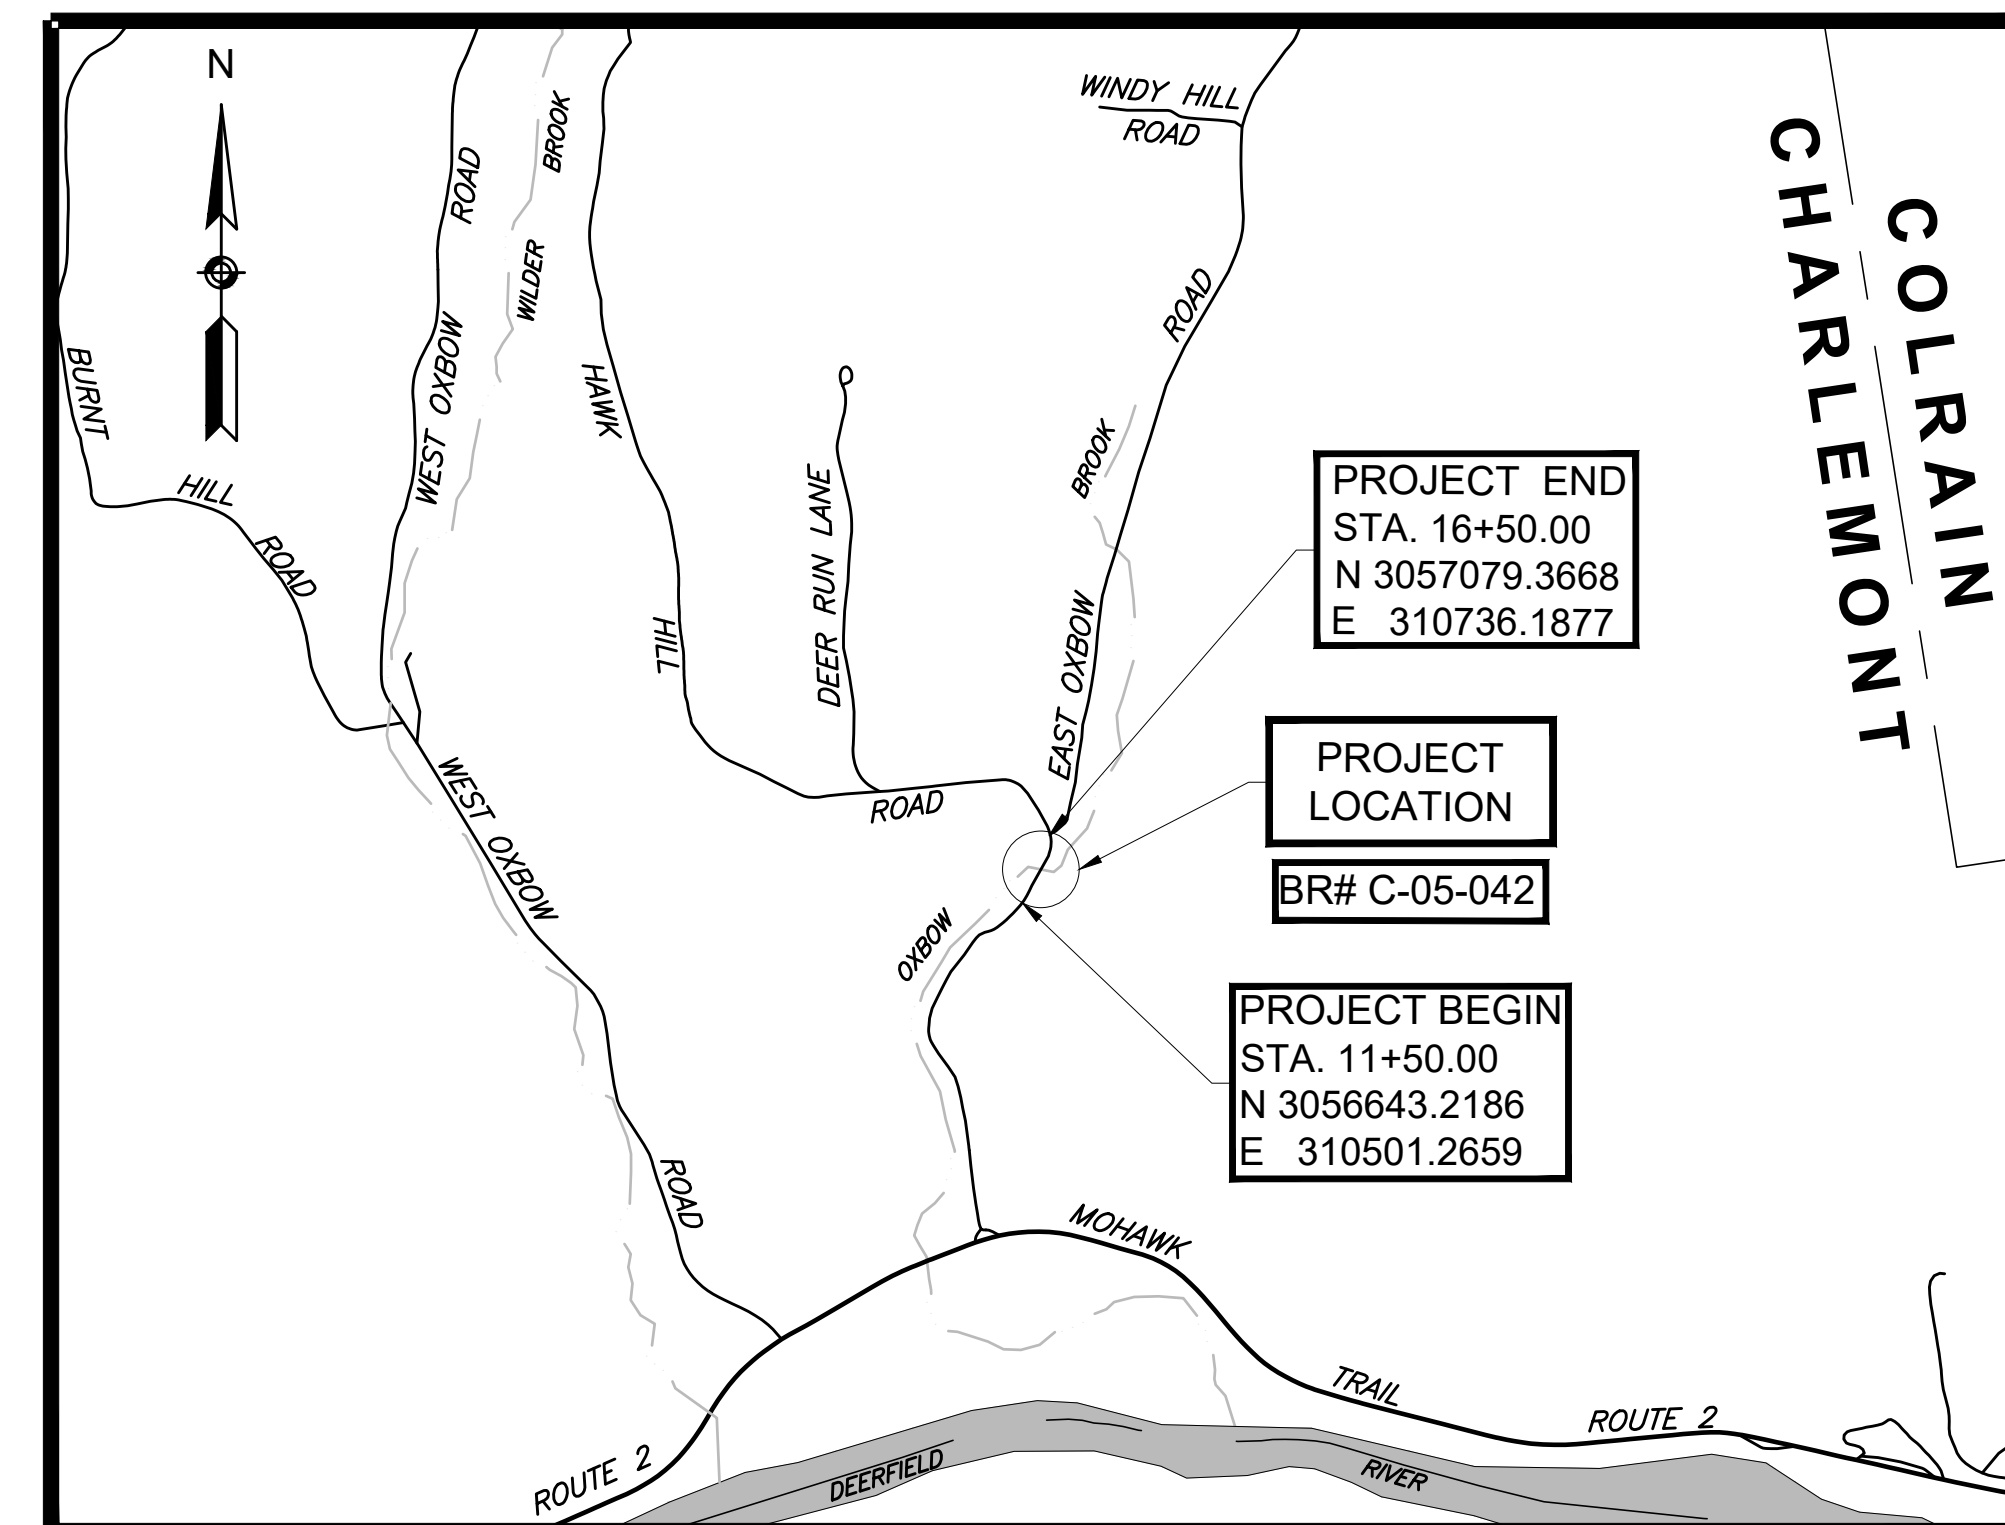 N
WINDY HILL
ROAD
BROOK
WILDER
ROAD
WEST OXBOW
BURNT
HILL
ROAD
HAWK
HILL
ROAD
DEER RUN LANE
ROAD
BROOK
EAST OXBOW
CHARLEMONT
COLRAIN
PROJECT END
STA. 16+50.00
N 3057079.3668
E 310736.1877
PROJECT
LOCATION
BR# C-05-042
PROJECT BEGIN
STA. 11+50.00
N 3056643.2186
E 310501.2659
WEST OXBOW
ROAD
OXBOW
MOHAWK
TRAIL
ROUTE 2
ROUTE 2
DEERFIELD
RIVER